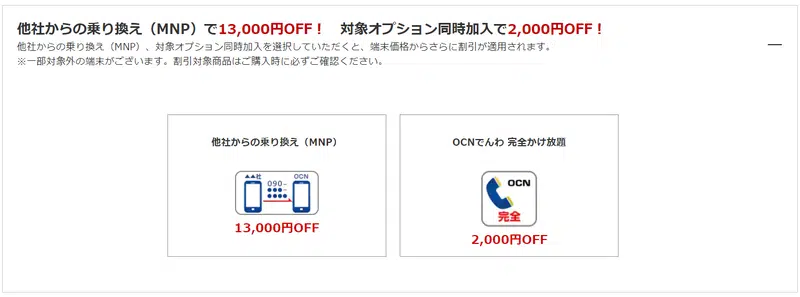 他社からの乗り換え（MNP）で13,000円OFF！　対象オプション同時加入で2,000円OFF！
他社からの乗り換え（MNP）、対象オプション同時加入を選択していただくと、端末価格からさらに割引が適用されます。
※一部対象外の端末がございます。割引対象商品はご購入時に必ずご確認ください。
他社からの乗り換え（MNP）
▲▲社
090-
OCN
13,000円OFF
OCNでんわ 完全かけ放題
OCN
完全
2,000円OFF